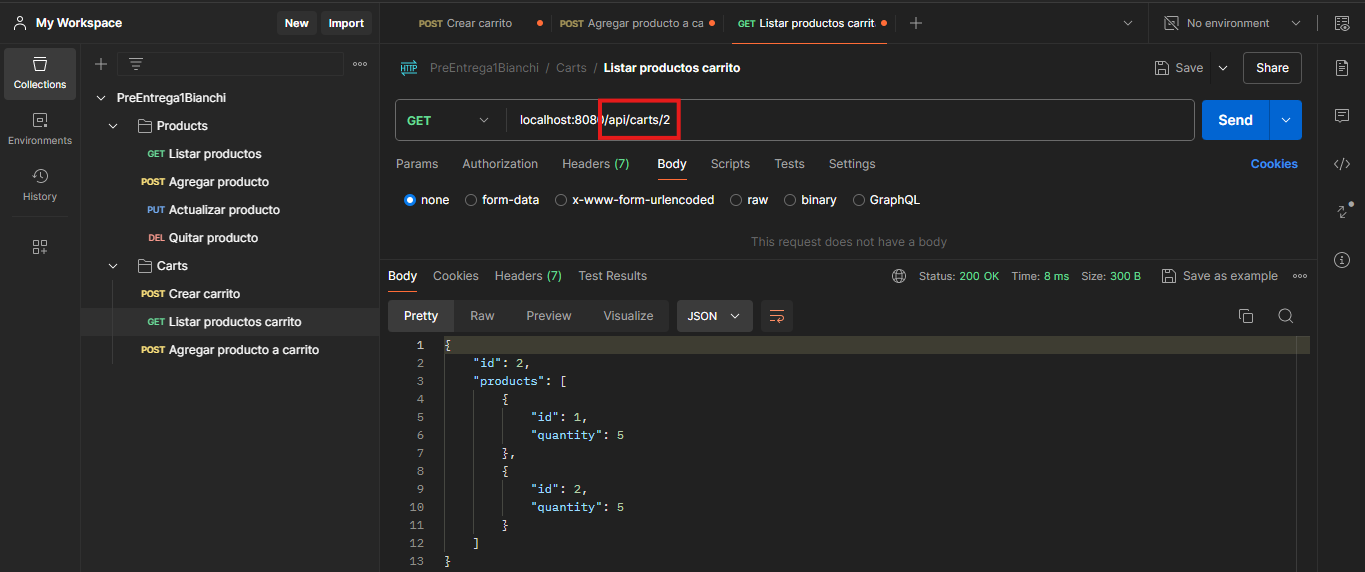 My Workspace
New
Import
POST Crear carrito
POST Agregar producto a ca
GET Listar productos carrit
No environment
Collections
Environments
History
PreEntrega1Bianchi
Products
GET Listar productos
POST Agregar producto
PUT Actualizar producto
DEL Quitar producto
Carts
POST Crear carrito
GET Listar productos carrito
POST Agregar producto a carrito
HTTP PreEntrega1Bianchi / Carts / Listar productos carrito
Save
Share
GET localhost:8080/api/carts/2
Send
Params Authorization Headers (7) Body Scripts Tests Settings
Cookies
none form-data x-www-form-urlencoded raw binary GraphQL
This request does not have a body
Body Cookies Headers (7) Test Results
Status: 200 OK Time: 8 ms Size: 300 B
Save as example
Pretty Raw Preview Visualize JSON
1 {
2 "id": 2,
3 "products": [
4 {
5 "id": 1,
6 "quantity": 5
7 },
8 {
9 "id": 2,
10 "quantity": 5
11 }
12 ]
13 }